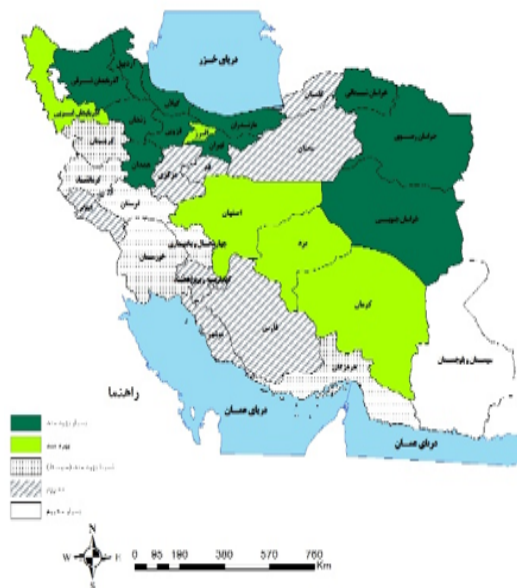 دریای خزر
اردبیل
آذربایجان شرقی
آذربایجان غربی
گیلان
زنجان
قزوین
البرز
مازندران
تهران
گلستان
خراسان شمالی
خراسان رضوی
سمنان
کردستان
همدان
مرکزی
قم
کرمانشاه
لرستان
ایلام
اصفهان
خراسان جنوبی
یزد
چهارمحال و بختیاری
خوزستان
کرمان
فارس
بوشهر
هرمزگان
سیستان و بلوچستان
راهنما
دریای عمان
دریای عمان
N
W E
S
0 95 190 380 570 760
Km